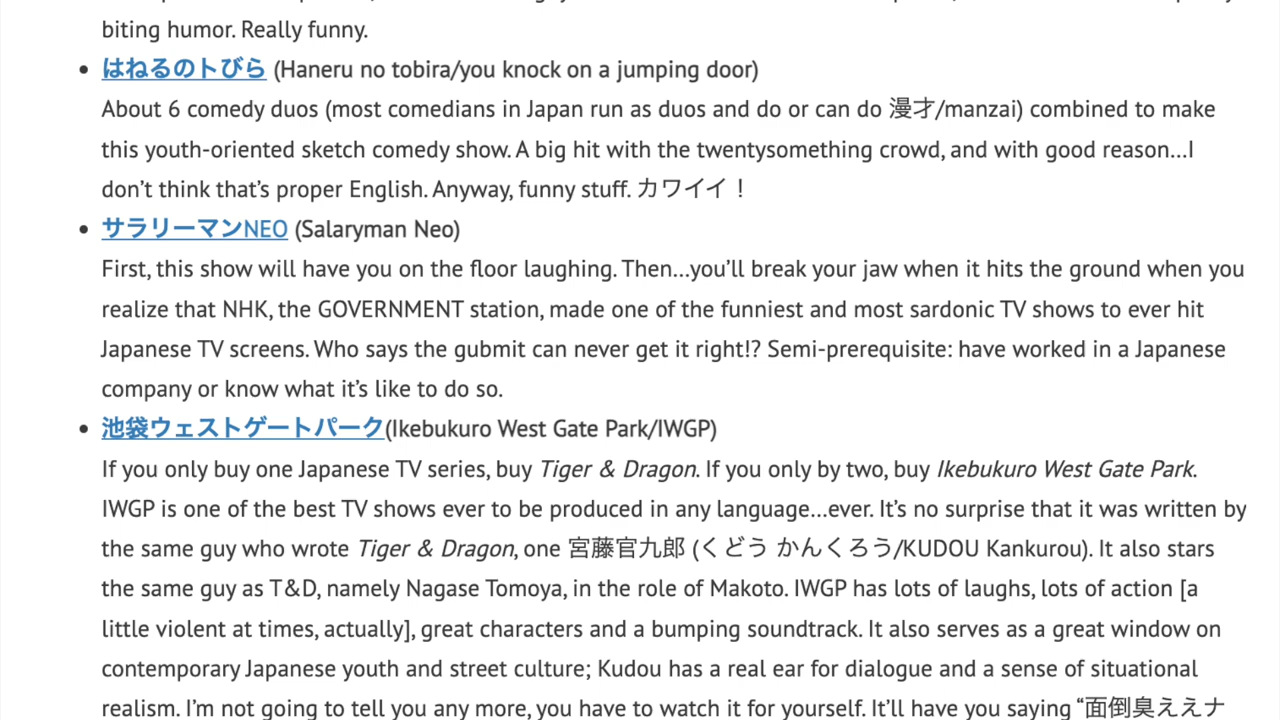 biting humor. Really funny.
• はねるのトびら (Haneru no tobira/you knock on a jumping door)
About 6 comedy duos (most comedians in Japan run as duos and do or can do 漫才/manzai) combined to make
this youth-oriented sketch comedy show. A big hit with the twentysomething crowd, and with good reason…I
don’t think that’s proper English. Anyway, funny stuff. カワイイ！
• サラリーマンNEO (Salaryman Neo)
First, this show will have you on the floor laughing. Then…you’ll break your jaw when it hits the ground when you
realize that NHK, the GOVERNMENT station, made one of the funniest and most sardonic TV shows to ever hit
Japanese TV screens. Who says the gubmit can never get it right!? Semi-prerequisite: have worked in a Japanese
company or know what it’s like to do so.
• 池袋ウェストゲートパーク(Ikebukuro West Gate Park/IWGP)
If you only buy one Japanese TV series, buy Tiger & Dragon. If you only by two, buy Ikebukuro West Gate Park.
IWGP is one of the best TV shows ever to be produced in any language…ever. It’s no surprise that it was written by
the same guy who wrote Tiger & Dragon, one 宮藤官九郎 (くどう かんくろう/KUDOU Kankurou). It also stars
the same guy as T&D, namely Nagase Tomoya, in the role of Makoto. IWGP has lots of laughs, lots of action [a
little violent at times, actually], great characters and a bumping soundtrack. It also serves as a great window on
contemporary Japanese youth and street culture; Kudou has a real ear for dialogue and a sense of situational
realism. I’m not going to tell you any more, you have to watch it for yourself. It’ll have you saying “面倒臭ええナ